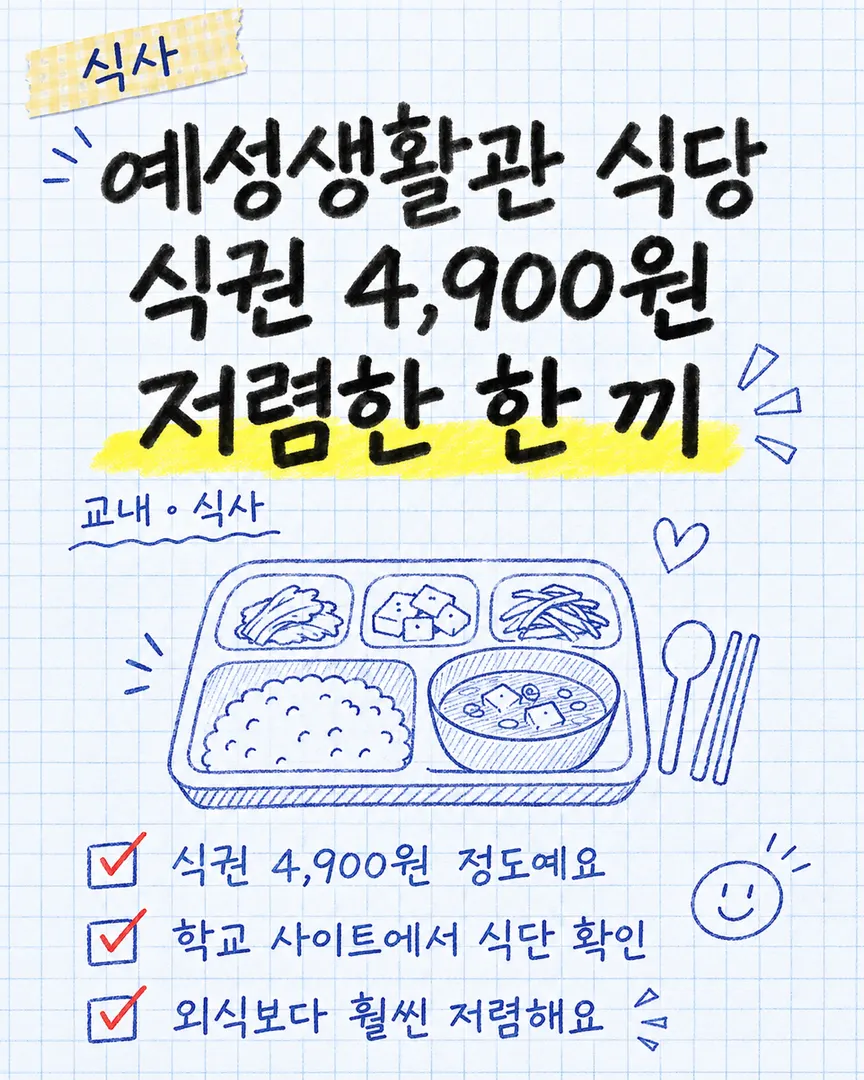 식사
예성생활관 식당
식권 4,900원
저렴한 한 끼
교내 · 식사
식권 4,900원 정도예요
학교 사이트에서 식단 확인
외식보다 훨씬 저렴해요